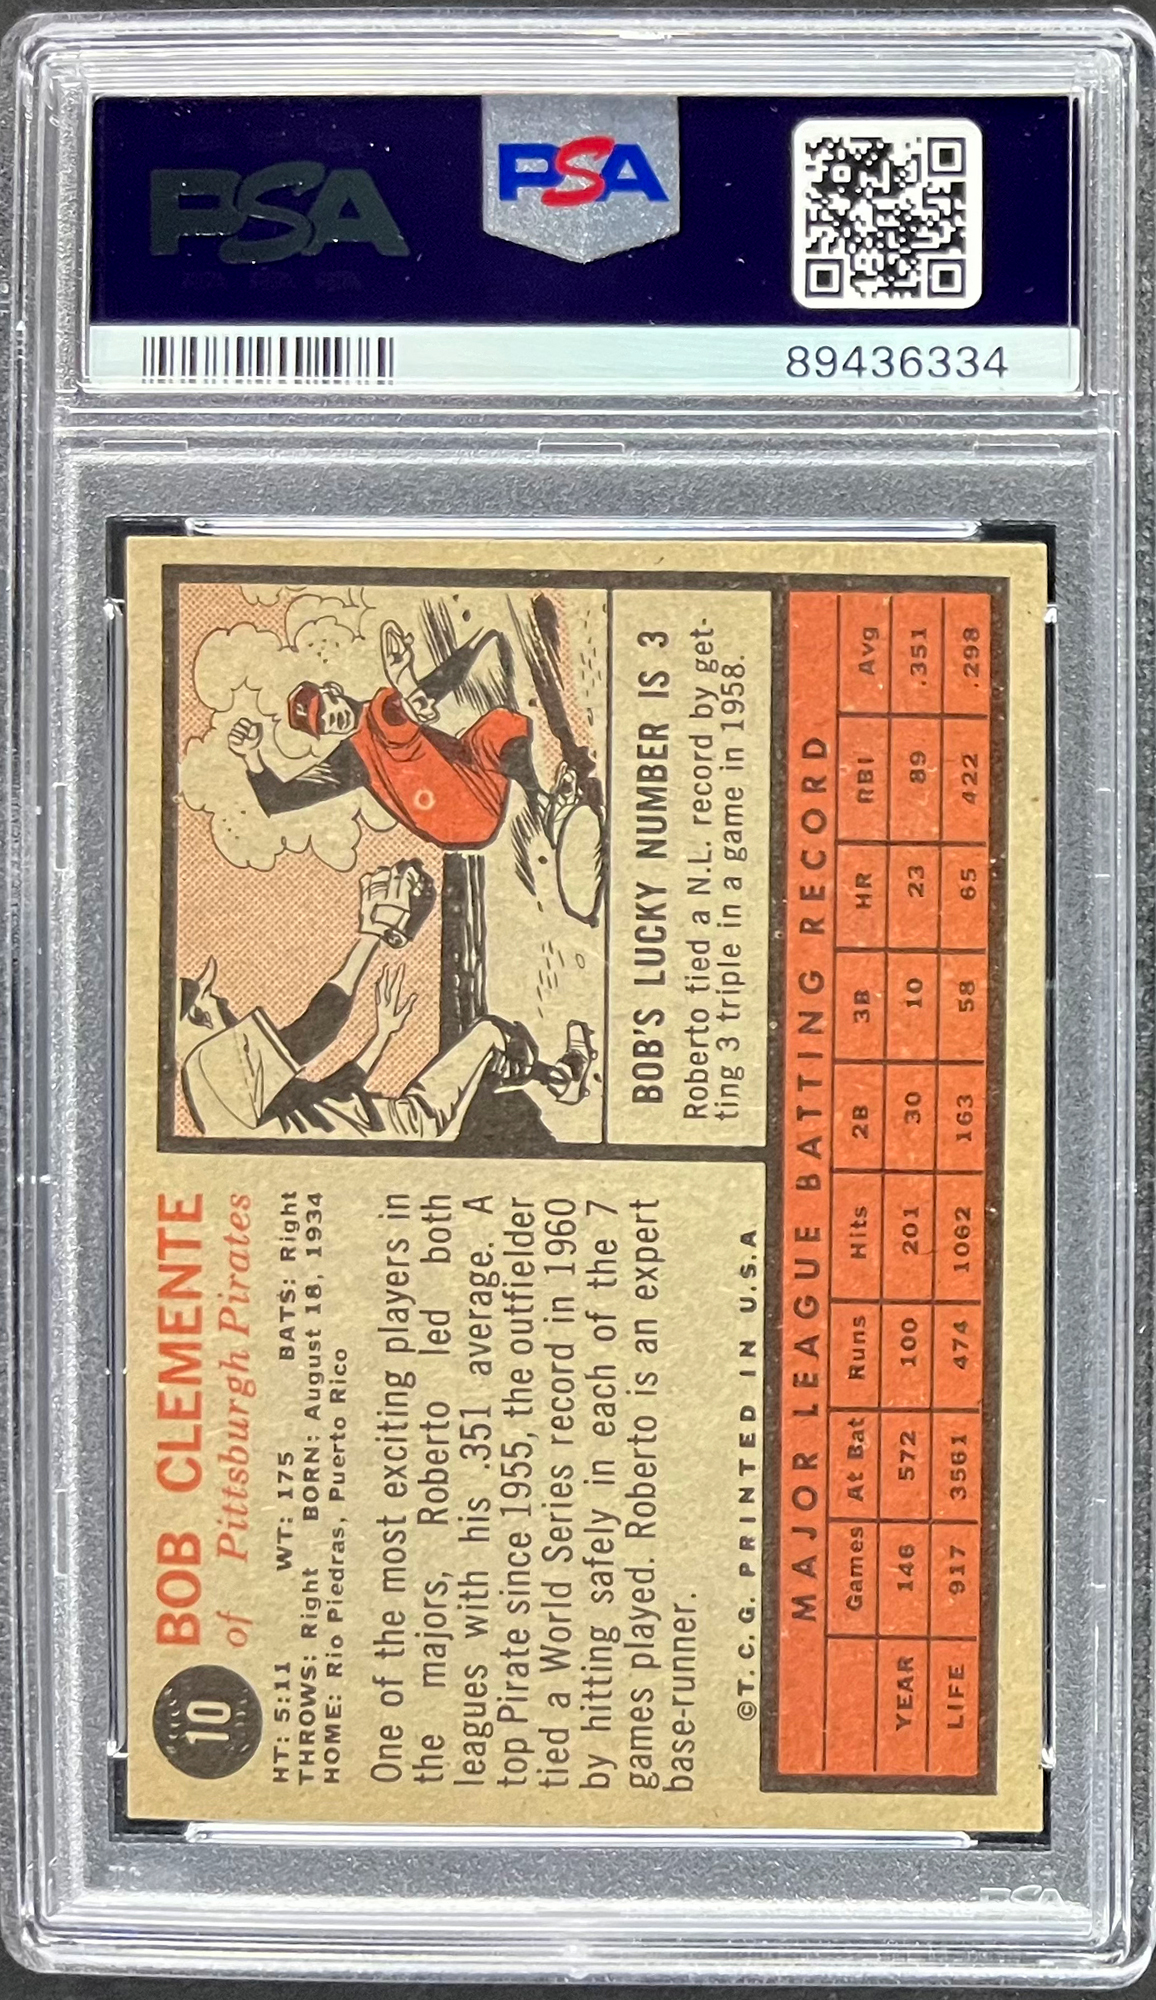 PSA
PSA
89436334
10
BOB CLEMENTE
of Pittsburgh Pirates
HT: 5:11 WT: 175 BATS: Right
THROWS: Right BORN: August 18, 1934
HOME: Rio Piedras, Puerto Rico
One of the most exciting players in
the majors, Roberto led both
leagues with his .351 average. A
top Pirate since 1955, the outfielder
tied a World Series record in 1960
by hitting safely in each of the 7
games played. Roberto is an expert
base-runner.
©T. C. G. PRINTED IN U.S.A
P
BOB'S LUCKY NUMBER IS 3
Roberto tied a N.L. record by get-
ting 3 triple in a game in 1958.
MAJOR LEAGUE BATTING RECORD
Games At Bat Runs Hits 2B 3B HR RBI Avg
YEAR 146 572 100 201 30 10 23 89 .351
LIFE 917 3561 474 1062 163 58 65 422 .298
PSA